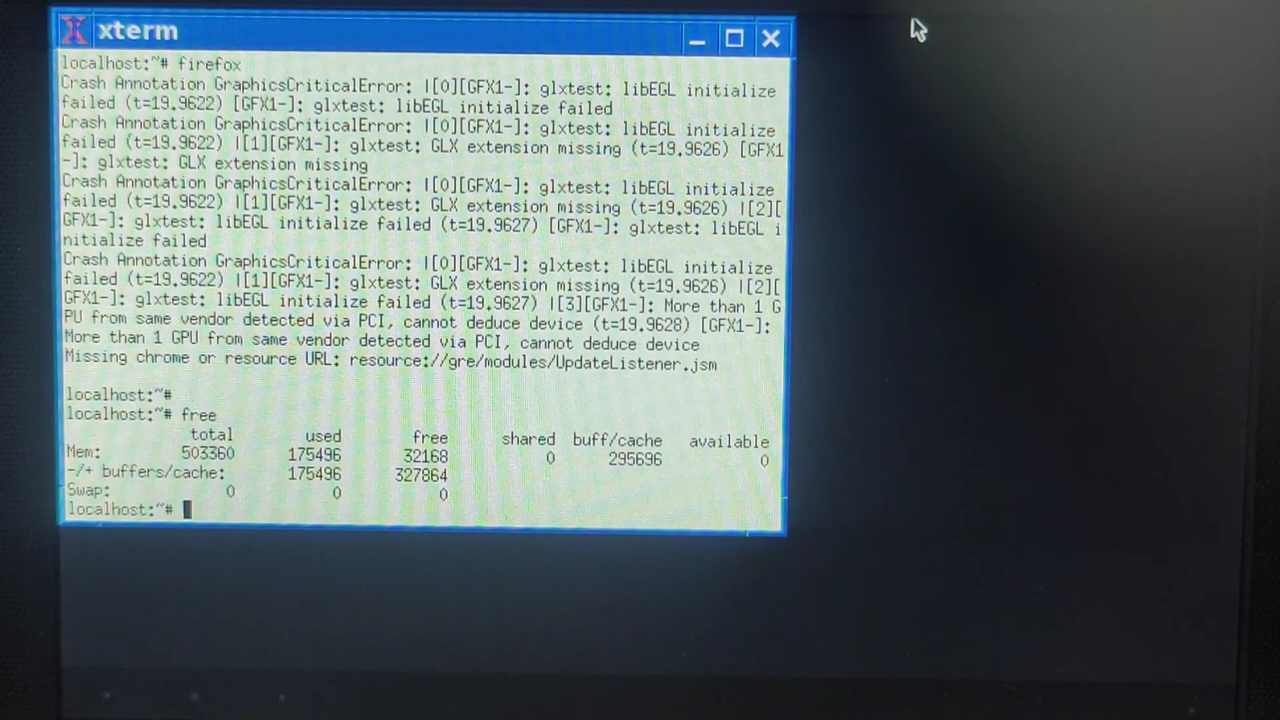 xterm
localhost:~# firefox
Crash Annotation GraphicsCriticalError: |[0][GFX1-]: glxtest: libEGL initialize
failed (t=19.9622) [GFX1-]: glxtest: libEGL initialize failed
Crash Annotation GraphicsCriticalError: |[0][GFX1-]: glxtest: libEGL initialize
failed (t=19.9622) |[1][GFX1-]: glxtest: GLX extension missing (t=19.9626) [GFX1
-]: glxtest: GLX extension missing
Crash Annotation GraphicsCriticalError: |[0][GFX1-]: glxtest: libEGL initialize
failed (t=19.9622) |[1][GFX1-]: glxtest: GLX extension missing (t=19.9626) |[2][
GFX1-]: glxtest: libEGL initialize failed (t=19.9627) [GFX1-]: glxtest: libEGL i
nitialize failed
Crash Annotation GraphicsCriticalError: |[0][GFX1-]: glxtest: libEGL initialize
failed (t=19.9622) |[1][GFX1-]: glxtest: GLX extension missing (t=19.9626) |[2][
GFX1-]: glxtest: libEGL initialize failed (t=19.9627) |[3][GFX1-]: More than 1 G
PU from same vendor detected via PCI, cannot deduce device (t=19.9628) [GFX1-]:
More than 1 GPU from same vendor detected via PCI, cannot deduce device
Missing chrome or resource URL: resource://gre/modules/UpdateListener.jsm
localhost:~#
localhost:~# free
total used free shared buff/cache available
Mem: 503360 175496 32168 0 295696 0
-/+ buffers/cache: 175496 327864
Swap: 0 0 0
localhost:~#